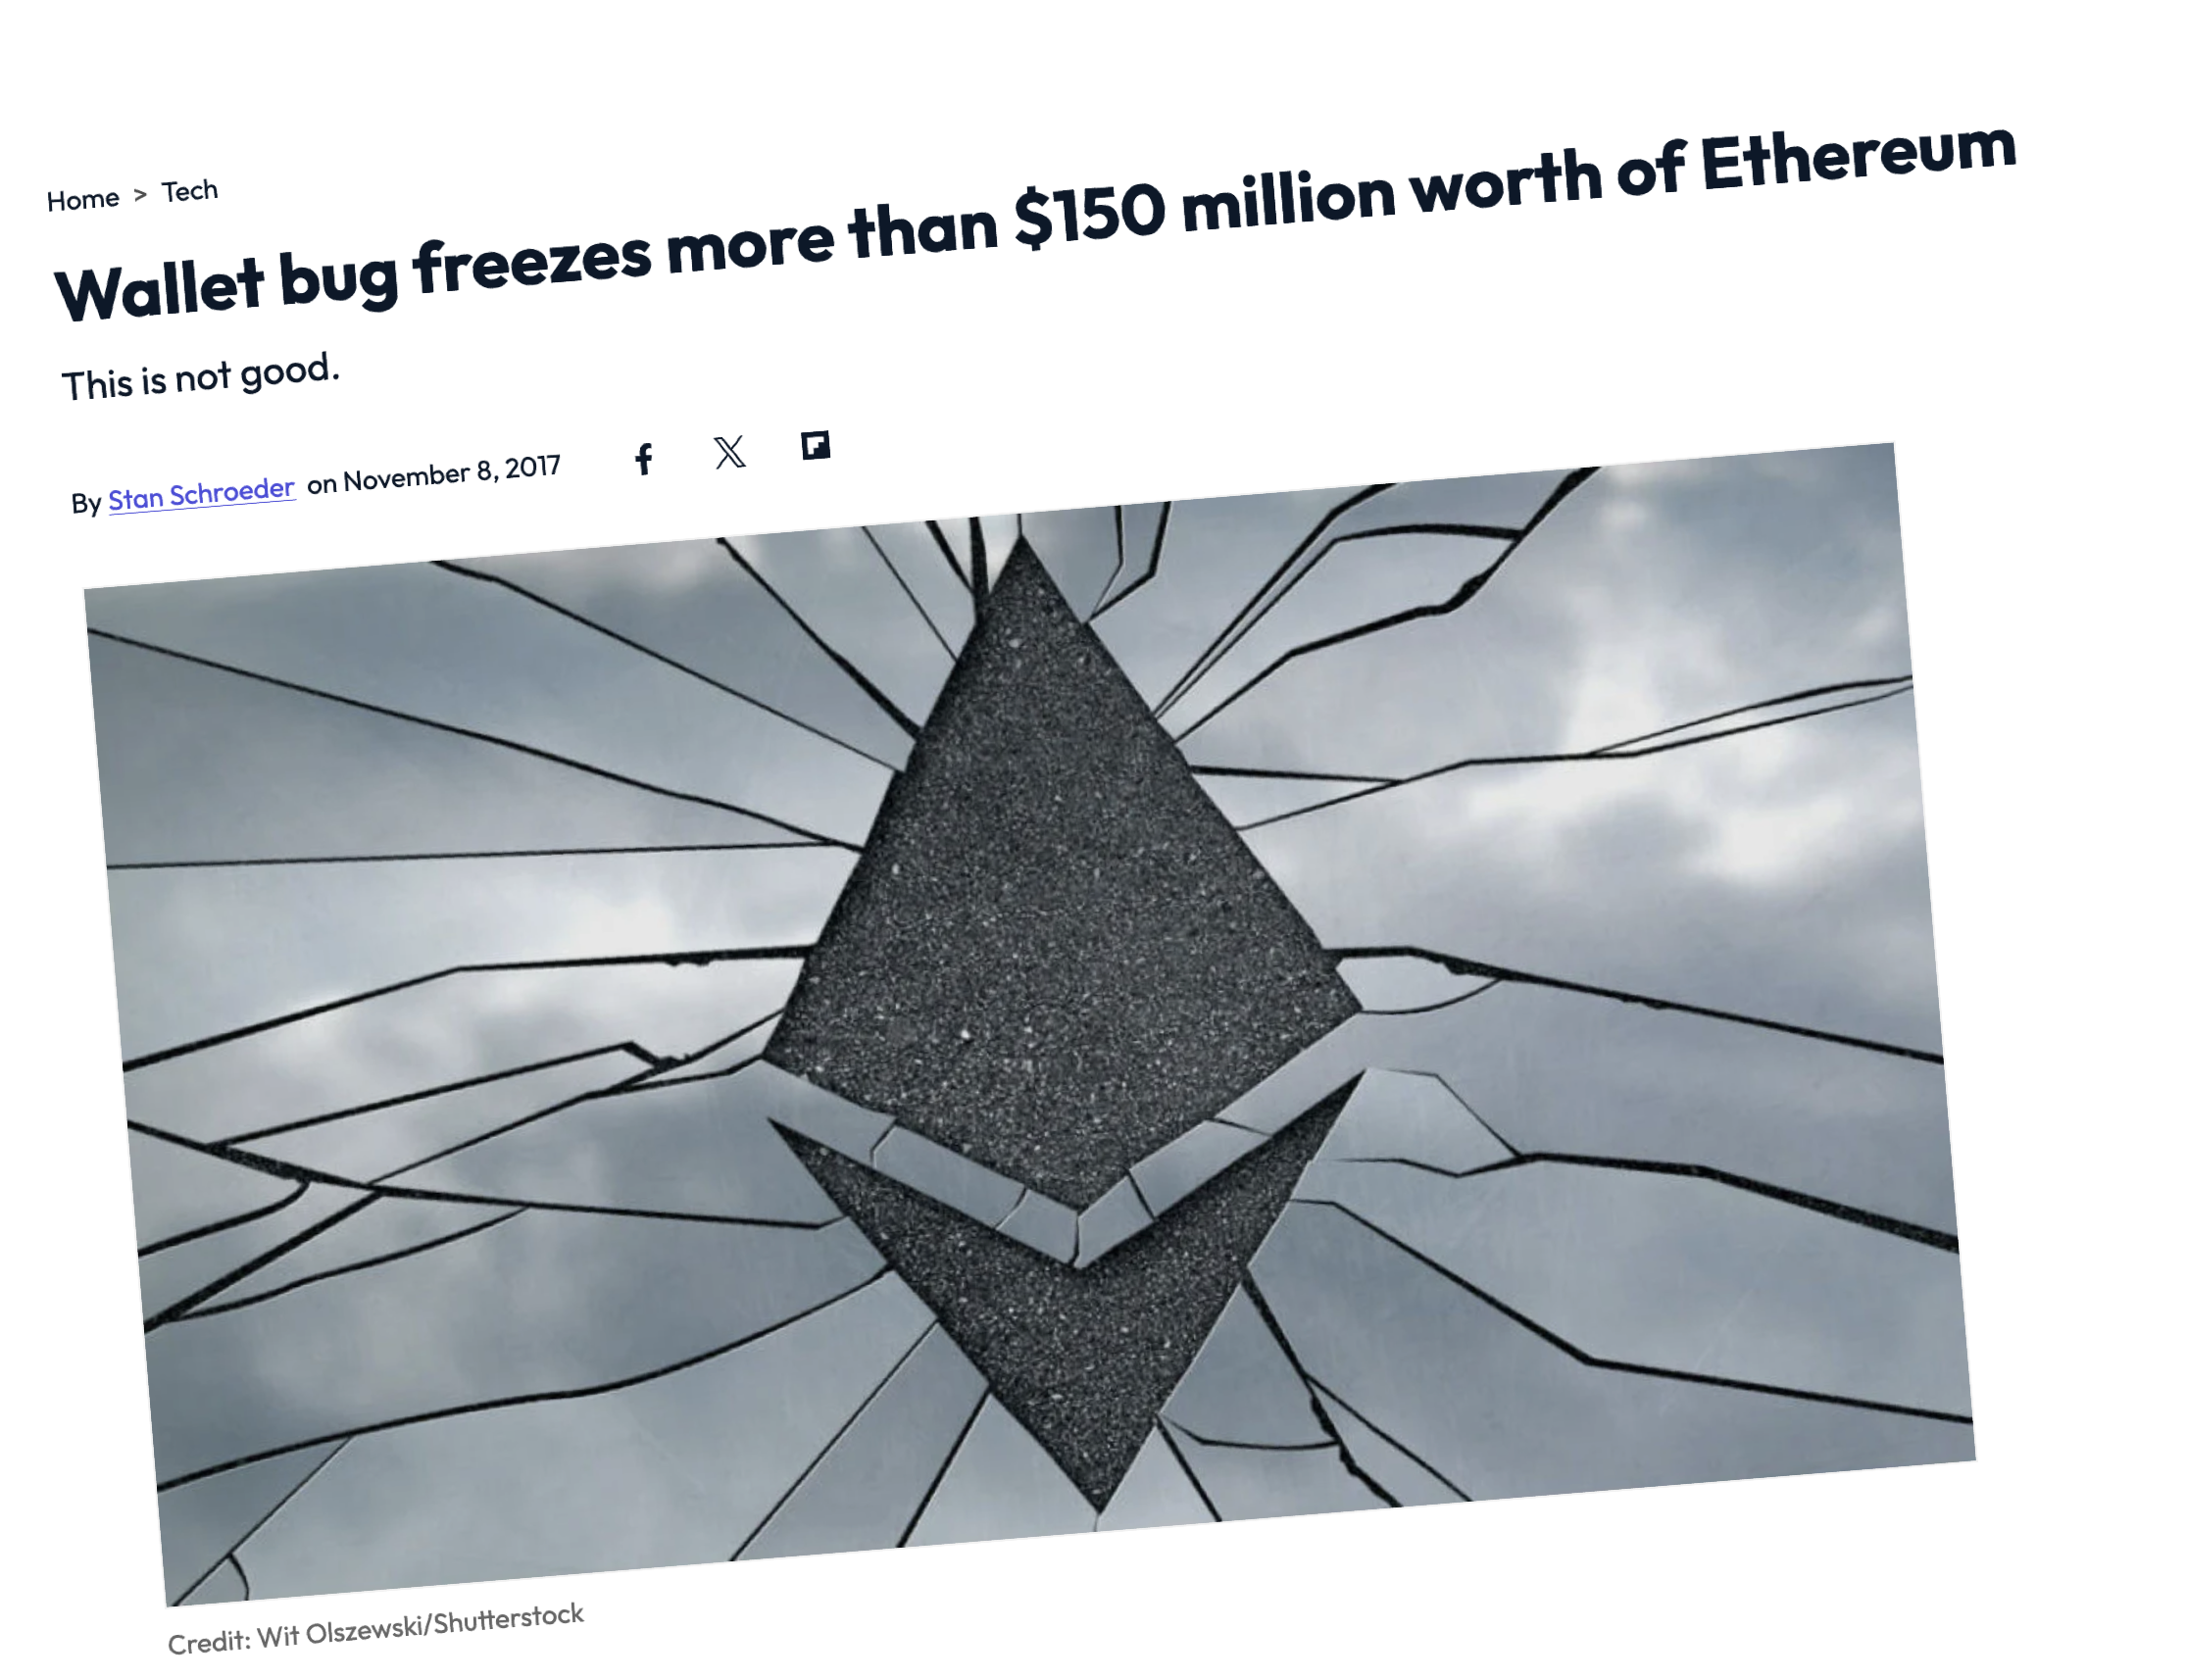 Home > Tech
Wallet bug freezes more than $150 million worth of Ethereum
This is not good.
By Stan Schroeder on November 8, 2017
Credit: Wit Olszewski/Shutterstock